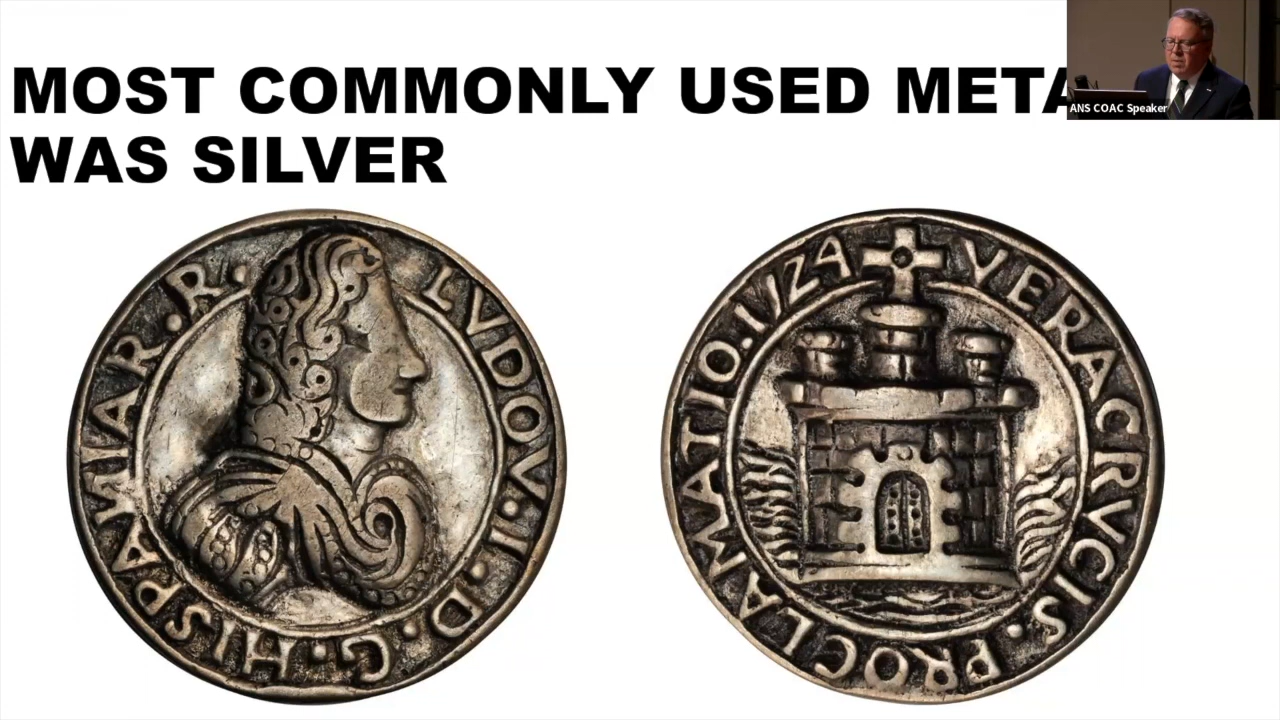 MOST COMMONLY USED META
WAS SILVER
ANS COAC Speaker
LVDOV·I·D·G·HISPANIAR·R·
VERACRVCIS·PROCLAMATIO·1724